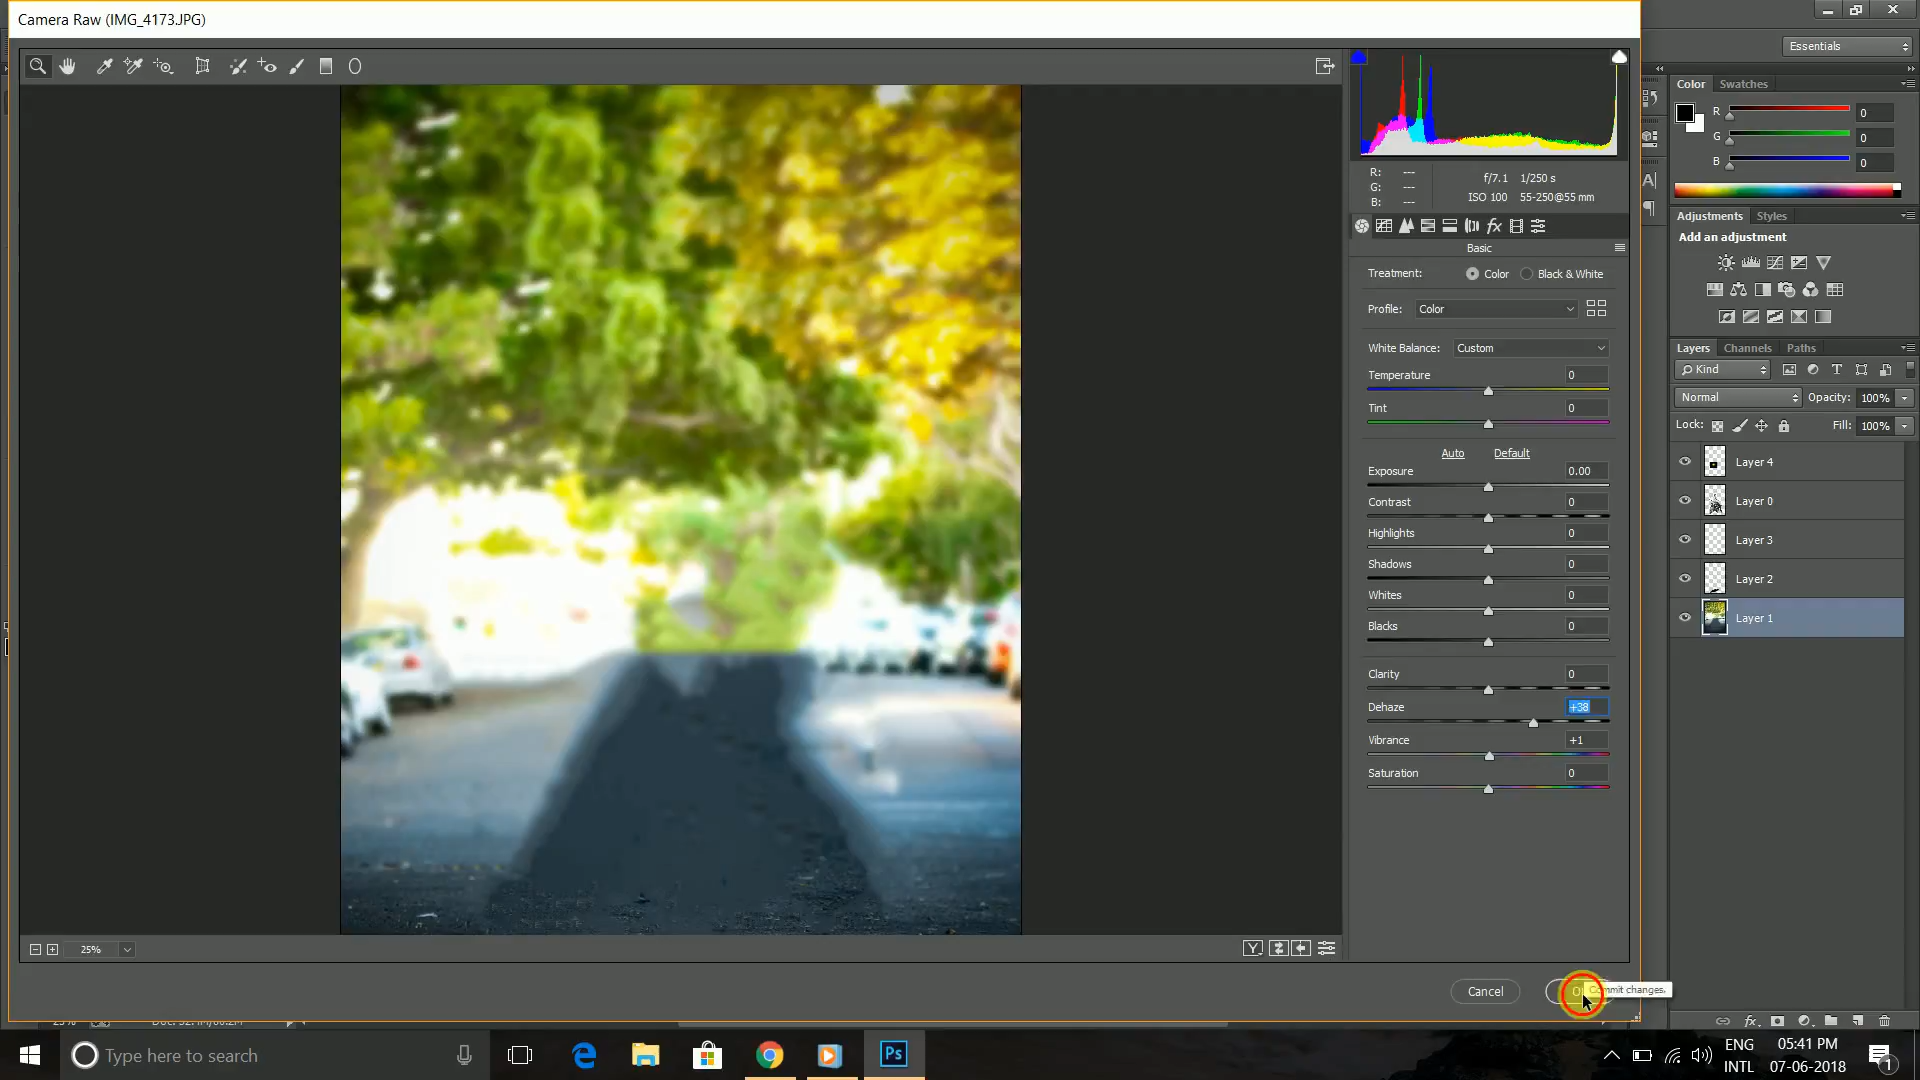 Camera Raw (IMG_4173.JPG)
Essentials
Color Swatches
R 0
G 0
B 0
R: ---
G: ---
B: ---
f/7.1 1/250 s
ISO 100 55-250@55 mm
Basic
Treatment: Color Black & White
Profile: Color
White Balance: Custom
Temperature 0
Tint 0
Auto Default
Exposure 0.00
Contrast 0
Highlights 0
Shadows 0
Whites 0
Blacks 0
Clarity 0
Dehaze +38
Vibrance +1
Saturation 0
Adjustments Styles
Add an adjustment
Layers Channels Paths
Kind
Normal Opacity: 100%
Lock: Fill: 100%
Layer 4
Layer 0
Layer 3
Layer 2
Layer 1
25%
Cancel
Commit changes.
Type here to search
Ps
ENG
INTL
05:41 PM
07-06-2018
1